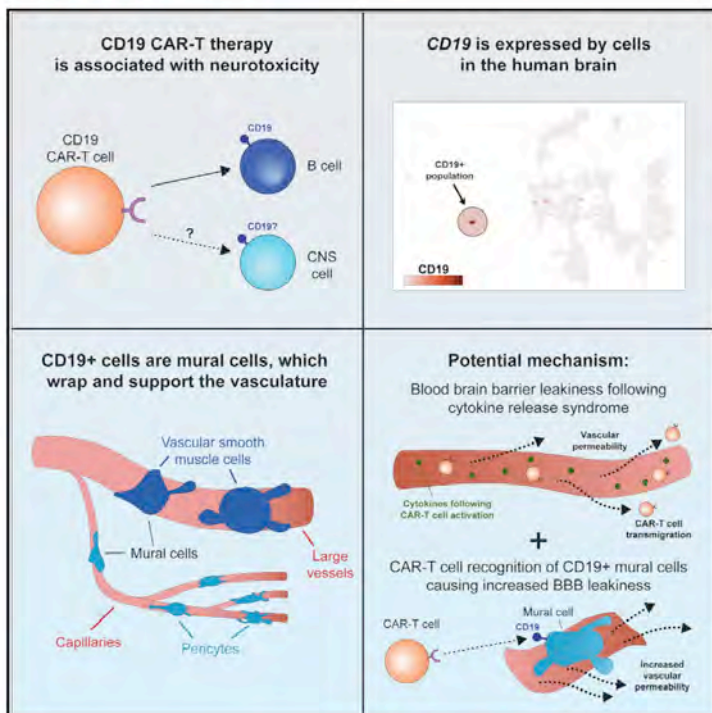 CD19 CAR-T therapy
is associated with neurotoxicity
CD19
CAR-T cell
CD19
B cell
?
CD19?
CNS
cell
CD19 is expressed by cells
in the human brain
CD19+
population
CD19
CD19+ cells are mural cells, which
wrap and support the vasculature
Vascular smooth
muscle cells
Mural cells
Large
vessels
Capillaries
Pericytes
Potential mechanism:
Blood brain barrier leakiness following
cytokine release syndrome
Vascular
permeability
Cytokines following
CAR-T cell activation
CAR-T cell
transmigration
+
CAR-T cell recognition of CD19+ mural cells
causing increased BBB leakiness
Mural cell
CD19
CAR-T cell
Increased
vascular
permeability